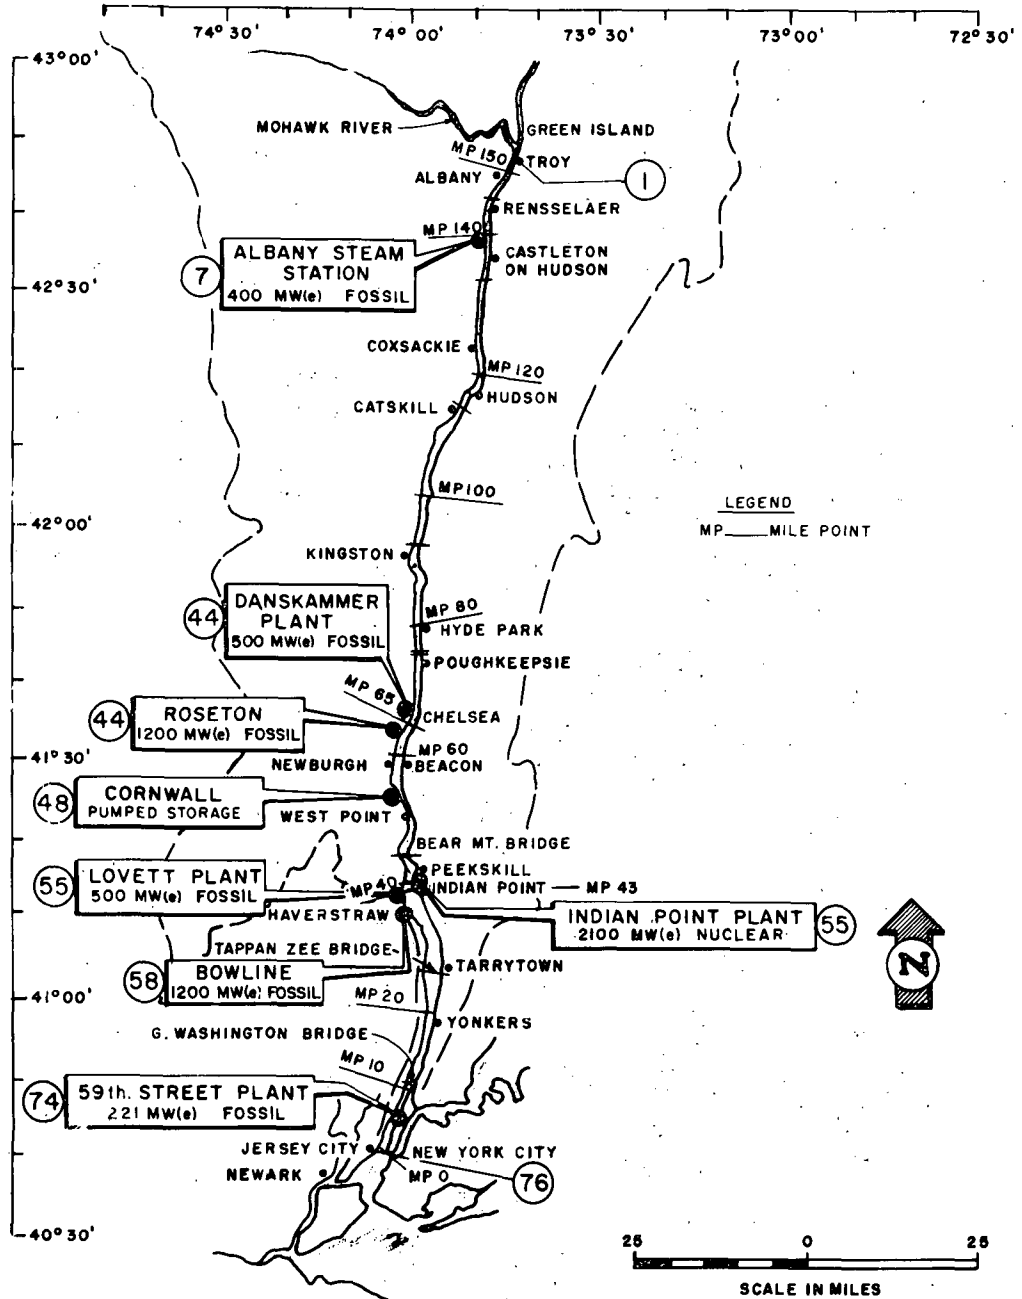 74°30'
74°00'
73°30'
73°00'
72°30'
43°00'
MOHAWK RIVER
GREEN ISLAND
MP 150
TROY
ALBANY
1
RENSSELAER
MP 140
ALBANY STEAM
STATION
400 MW(e) FOSSIL
7
CASTLETON
ON HUDSON
42°30'
COXSACKIE
MP 120
HUDSON
CATSKILL
MP 100
LEGEND
MP MILE POINT
42°00'
KINGSTON
DANSKAMMER
PLANT
500 MW(e) FOSSIL
44
MP 80
HYDE PARK
POUGHKEEPSIE
MP 65
CHELSEA
44
ROSETON
1200 MW(e) FOSSIL
41°30'
MP 60
NEWBURGH
BEACON
48
CORNWALL
PUMPED STORAGE
WEST POINT
BEAR MT. BRIDGE
PEEKSKILL
55
LOVETT PLANT
500 MW(e) FOSSIL
MP 40
INDIAN POINT MP 43
HAVERSTRAW
INDIAN POINT PLANT
2100 MW(e) NUCLEAR
55
N
TAPPAN ZEE BRIDGE
58
BOWLINE
1200 MW(e) FOSSIL
TARRYTOWN
41°00'
MP 20
YONKERS
G. WASHINGTON BRIDGE
MP 10
74
59th. STREET PLANT
221 MW(e) FOSSIL
JERSEY CITY
NEW YORK CITY
NEWARK
MP 0
76
40°30'
25 0 25
SCALE IN MILES